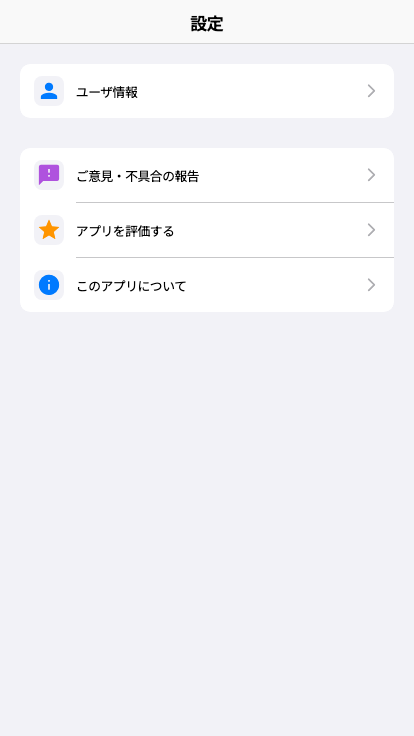 設定
ユーザ情報
ご意見・不具合の報告
アプリを評価する
このアプリについて